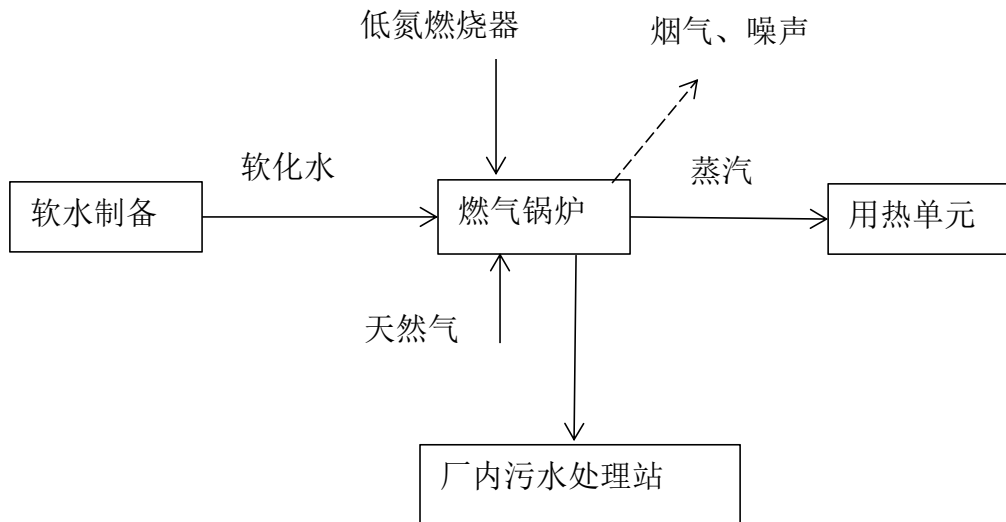 低氮燃烧器
烟气、噪声
软化水
蒸汽
软水制备
燃气锅炉
用热单元
天然气
厂内污水处理站